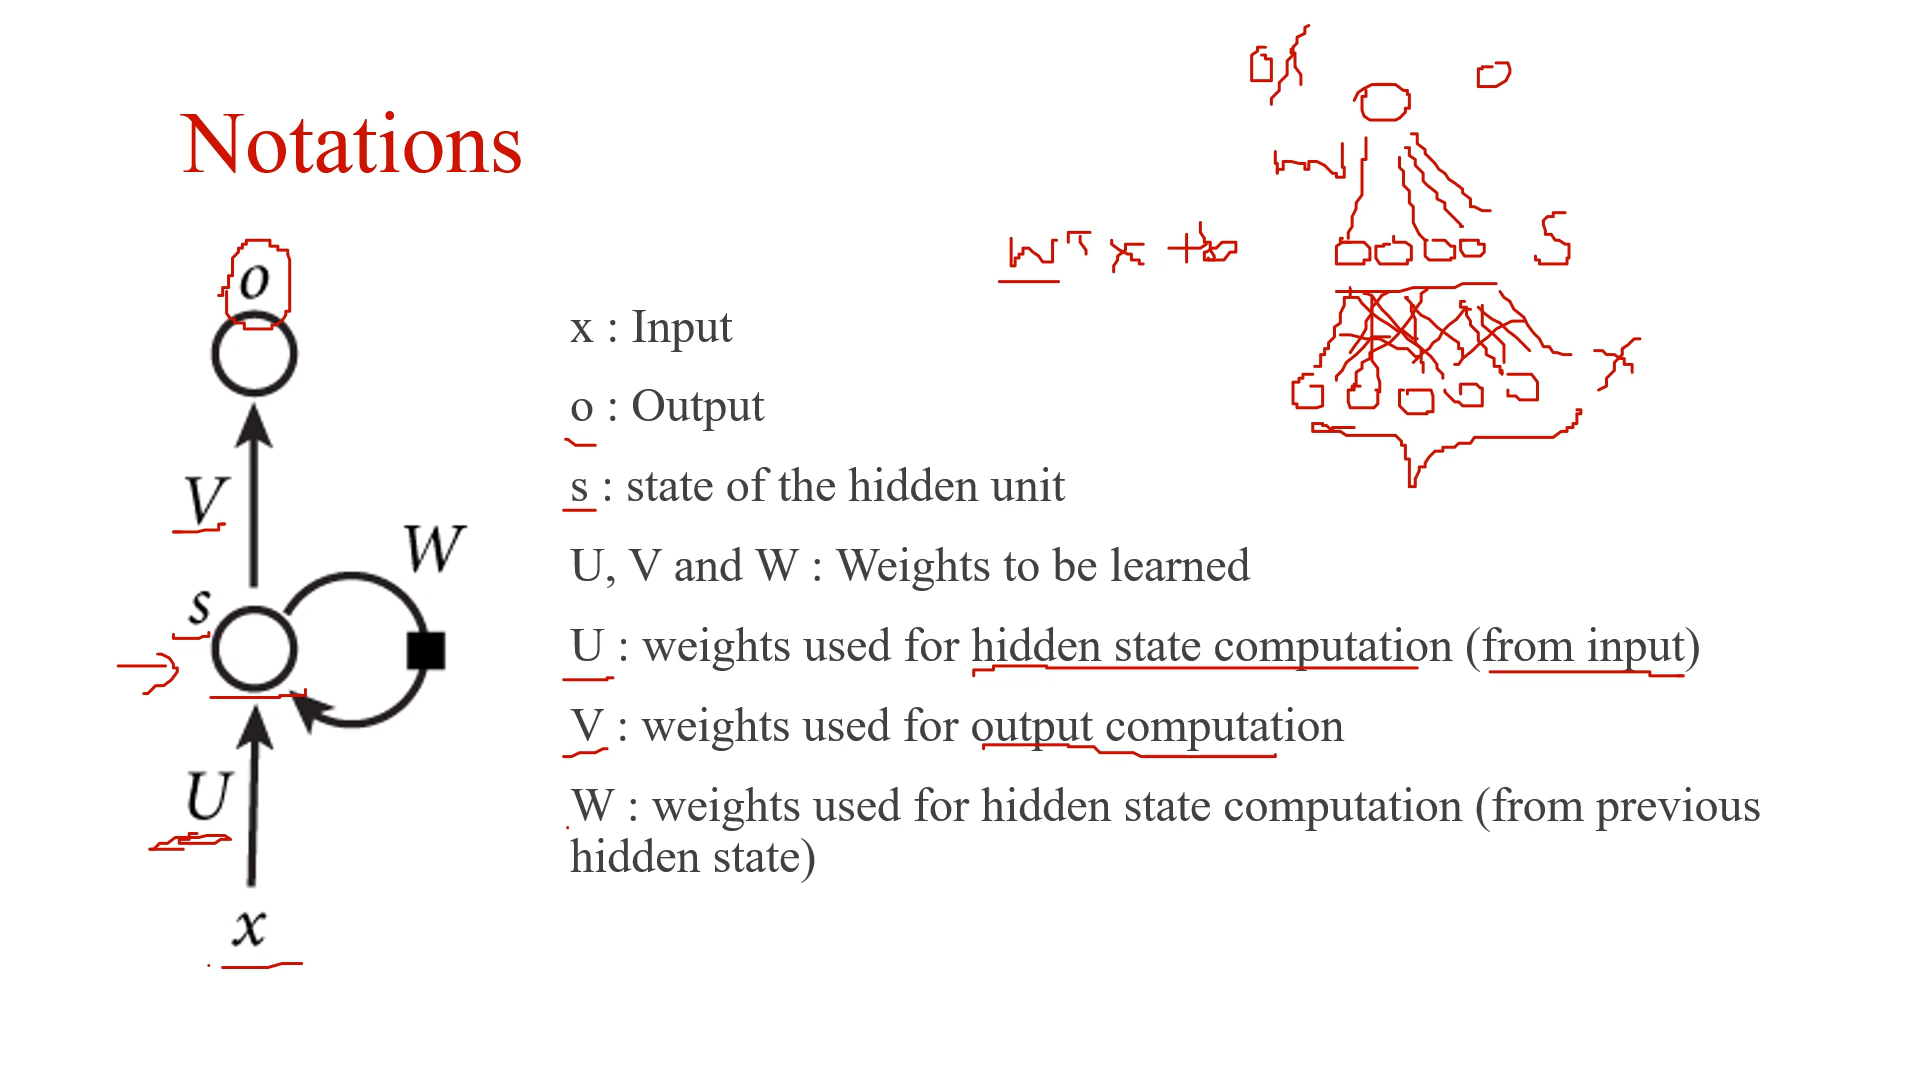 Notations
o
V
W
s
U
x
x : Input
o : Output
s : state of the hidden unit
U, V and W : Weights to be learned
U : weights used for hidden state computation (from input)
V : weights used for output computation
W : weights used for hidden state computation (from previous
hidden state)
W^T x + b
S
x